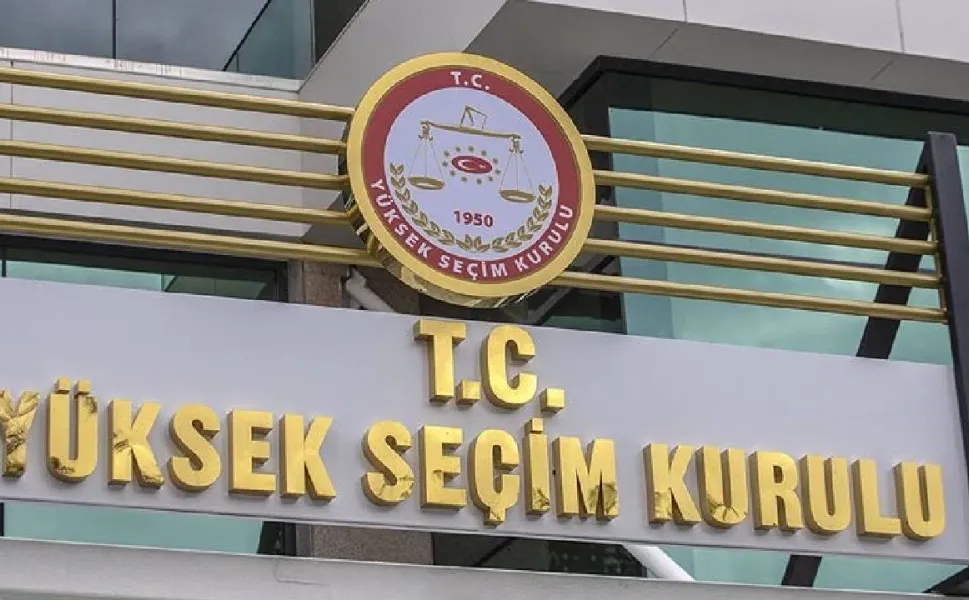 T.C.
1950
YÜKSEK SEÇİM KURULU
T.C.
YÜKSEK SEÇİM KURULU